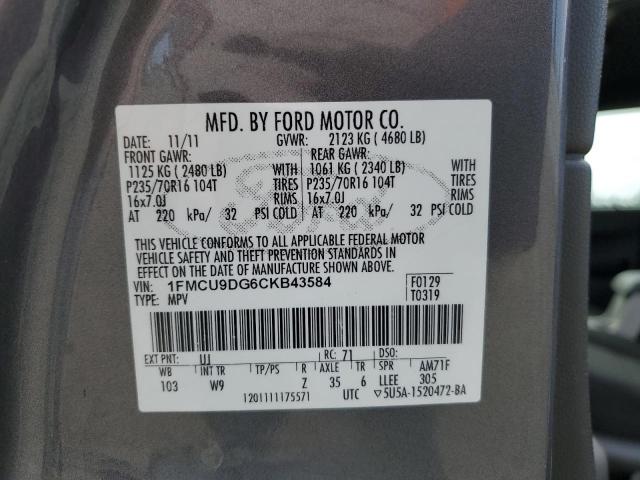 MFD. BY FORD MOTOR CO.
DATE: 11/11 GVWR: 2123 KG ( 4680 LB)
FRONT GAWR: REAR GAWR:
1125 KG ( 2480 LB) WITH 1061 KG ( 2340 LB) WITH
P235/70R16 104T TIRES P235/70R16 104T TIRES
16x7.0J RIMS 16x7.0J RIMS
AT 220 kPa/ 32 PSI COLD AT 220 kPa/ 32 PSI COLD
Ford
THIS VEHICLE CONFORMS TO ALL APPLICABLE FEDERAL MOTOR
VEHICLE SAFETY AND THEFT PREVENTION STANDARDS IN
EFFECT ON THE DATE OF MANUFACTURE SHOWN ABOVE.
VIN: 1FMCU9DG6CKB43584 F0129
TYPE: MPV T0319
EXT PNT: UJ RC: 71 DSO:
WB INT TR TP/PS R AXLE TR SPR AM71F
103 W9 Z 35 6 LLEE 305
1201111175571 UTC ▽5U5A-1520472-BA